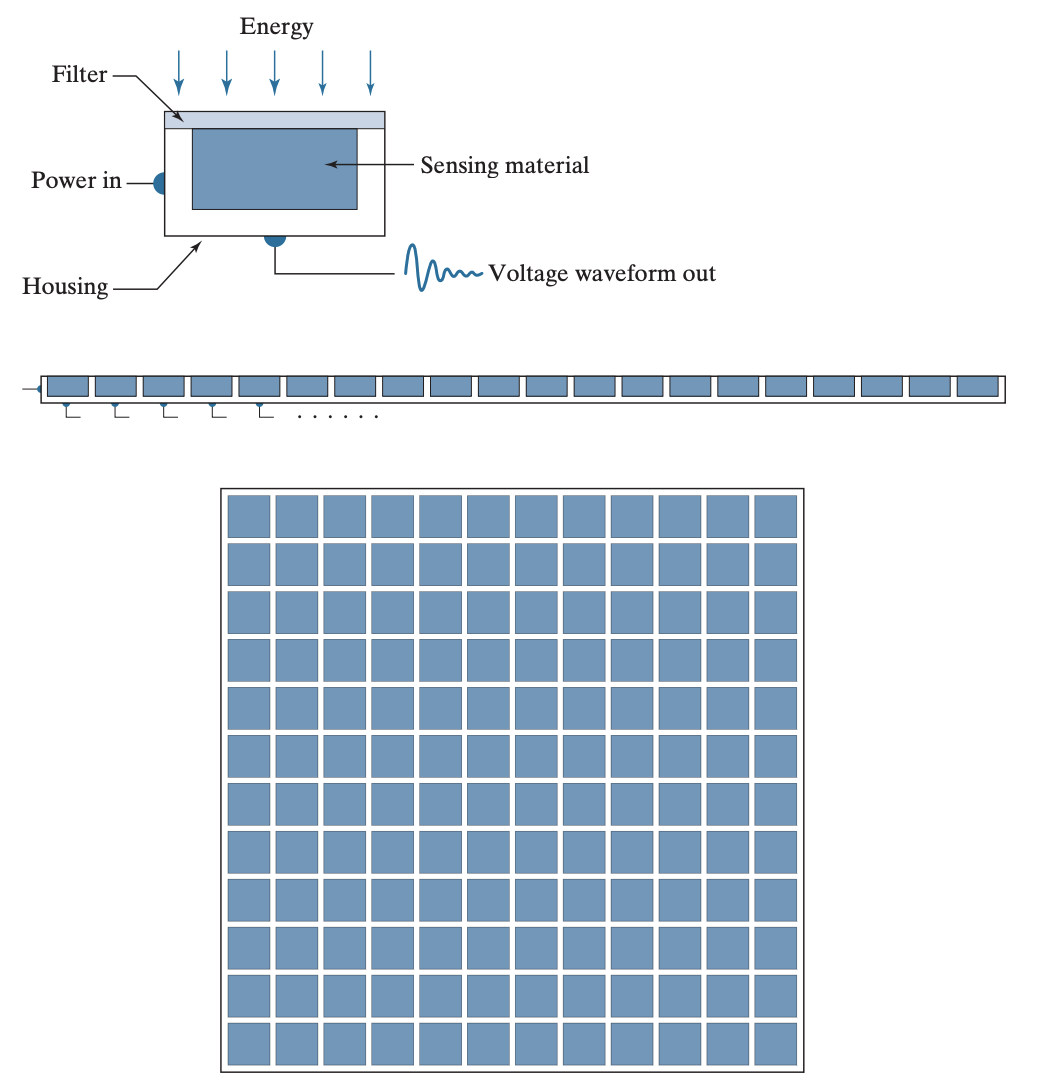 Energy
Filter
Sensing material
Power in
Voltage waveform out
Housing
. . . . . .